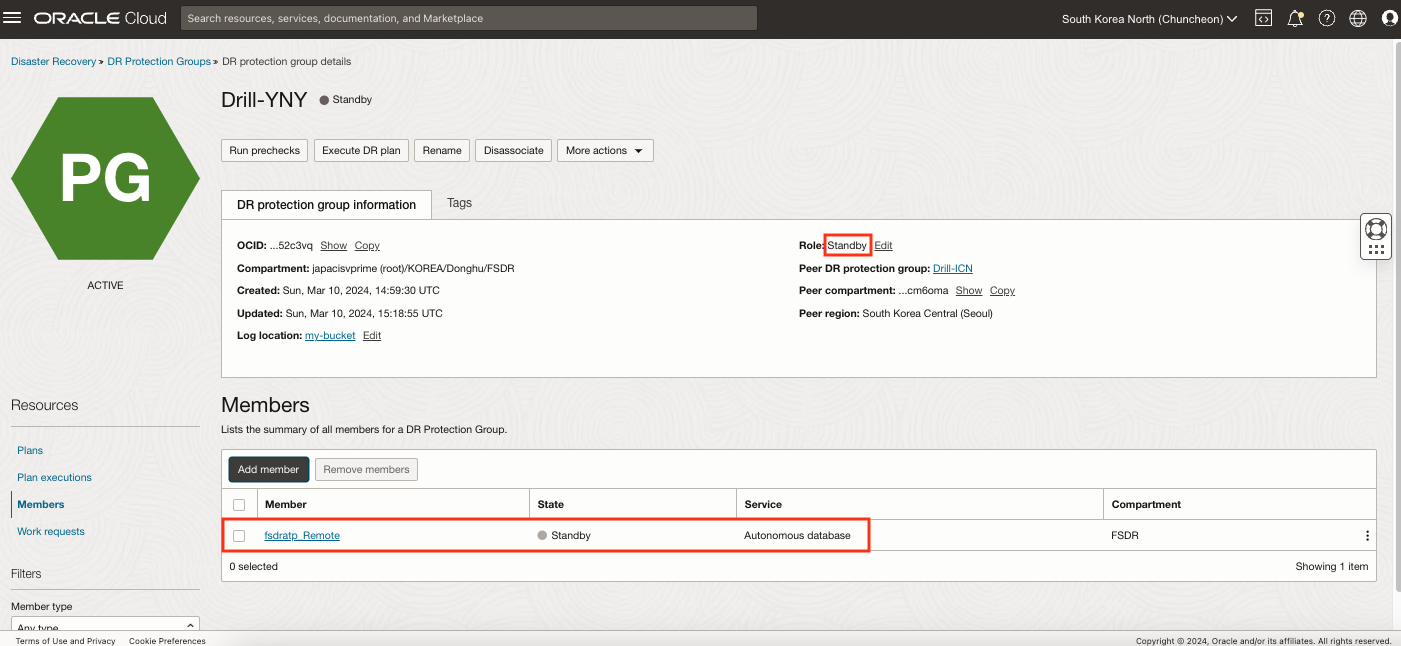 ORACLE Cloud Search resources, services, documentation, and Marketplace South Korea North (Chuncheon)
Disaster Recovery » DR Protection Groups » DR protection group details
PG
ACTIVE
Drill-YNY Standby
Run prechecks Execute DR plan Rename Disassociate More actions
DR protection group information Tags
OCID: ...52c3vq Show Copy
Compartment: japacisvprime (root)/KOREA/Donghu/FSDR
Created: Sun, Mar 10, 2024, 14:59:30 UTC
Updated: Sun, Mar 10, 2024, 15:18:55 UTC
Log location: my-bucket Edit
Role: Standby Edit
Peer DR protection group: Drill-ICN
Peer compartment: ...cm6oma Show Copy
Peer region: South Korea Central (Seoul)
Resources
Plans
Plan executions
Members
Work requests
Filters
Member type
Any type
Members
Lists the summary of all members for a DR Protection Group.
Add member Remove members
Member State Service Compartment
fsdratp_Remote Standby Autonomous database FSDR
0 selected Showing 1 item
Terms of Use and Privacy Cookie Preferences Copyright © 2024, Oracle and/or its affiliates. All rights reserved.